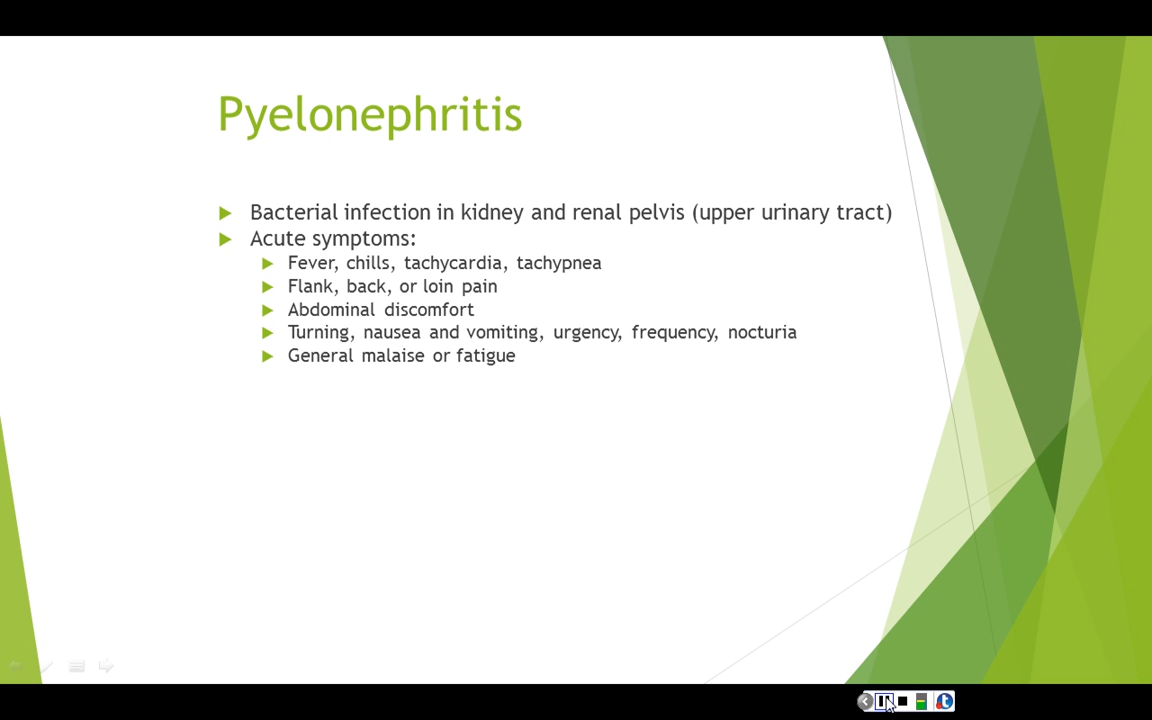 Pyelonephritis
Bacterial infection in kidney and renal pelvis (upper urinary tract)
Acute symptoms:
Fever, chills, tachycardia, tachypnea
Flank, back, or loin pain
Abdominal discomfort
Turning, nausea and vomiting, urgency, frequency, nocturia
General malaise or fatigue